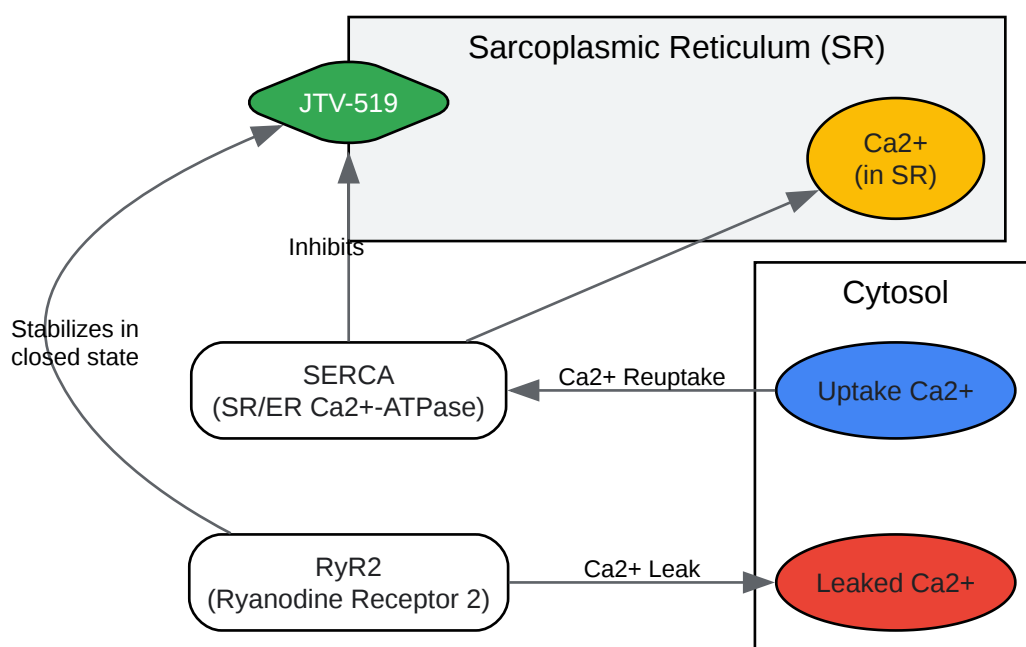 Sarcoplasmic Reticulum (SR)
JTV-519
Ca2+
(in SR)
Inhibits
Cytosol
Stabilizes in
closed state
SERCA
(SR/ER Ca2+-ATPase)
Ca2+ Reuptake
Uptake Ca2+
RyR2
(Ryanodine Receptor 2)
Ca2+ Leak
Leaked Ca2+